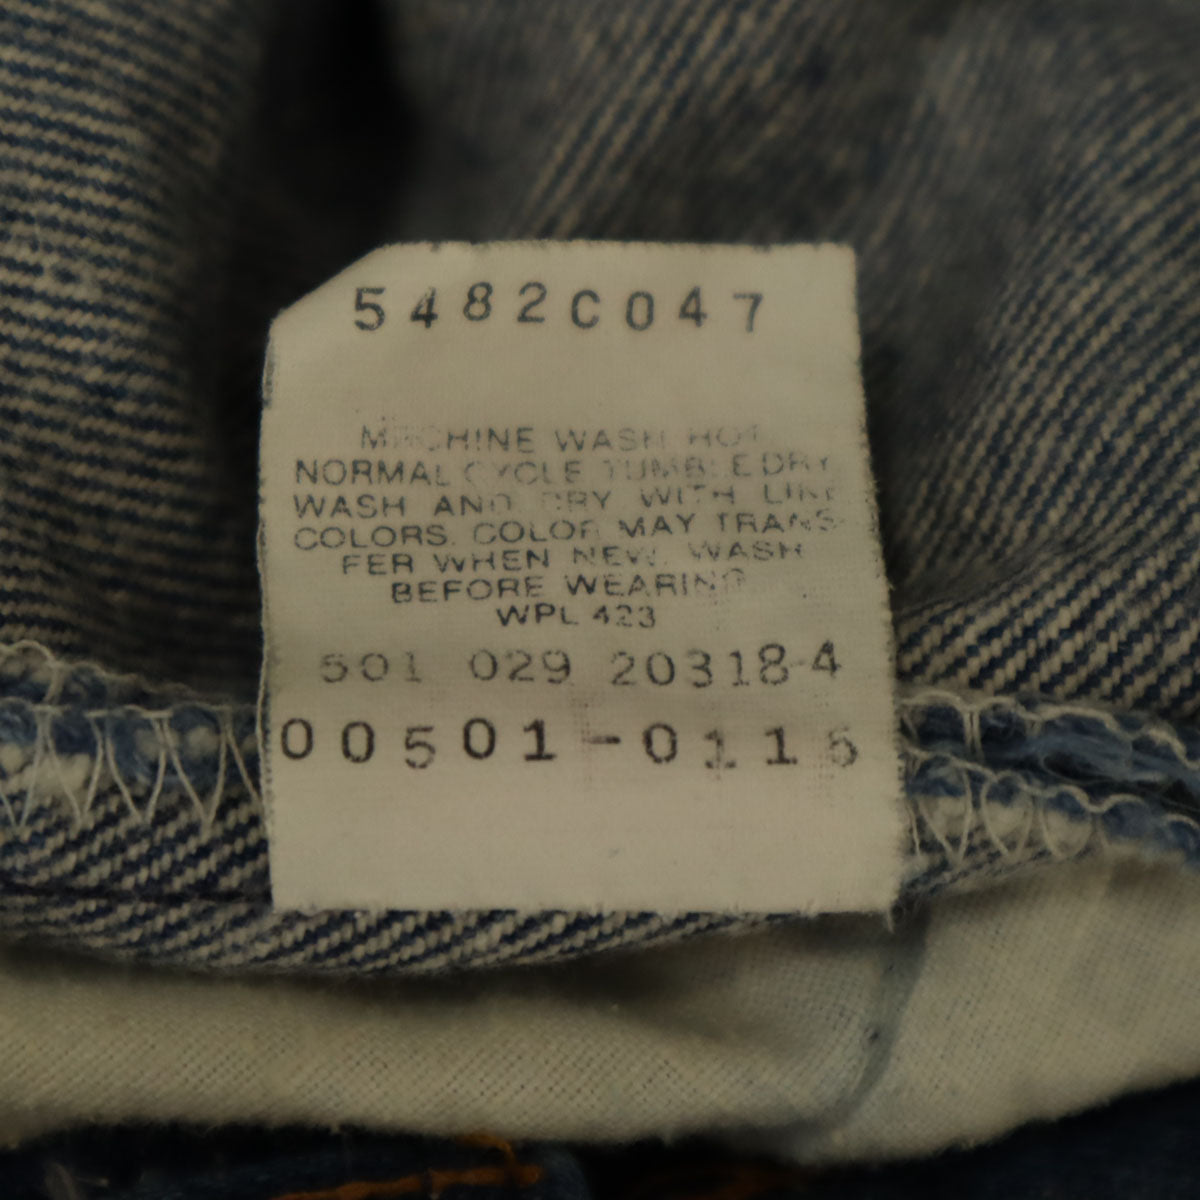 5482C047
MACHINE WASH HOT
NORMAL CYCLE TUMBLE DRY
WASH AND DRY WITH LIKE
COLORS. COLOR MAY TRANS-
FER WHEN NEW. WASH
BEFORE WEARING
WPL 423
501 029 20318-4
00501-0115